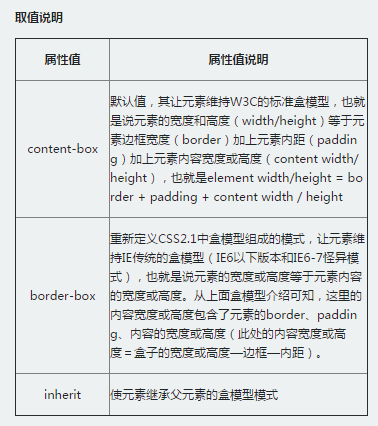 取值说明
属性值
属性值说明
content-box
默认值，其让元素维持W3C的标准盒模型，也就
是说元素的宽度和高度（width/height）等于元
素边框宽度（border）加上元素内距（paddin
g）加上元素内容宽度或高度（content width/
height），也就是element width/height = bo
rder + padding + content width / height
border-box
重新定义CSS2.1中盒模型组成的模式，让元素维
持IE传统的盒模型（IE6以下版本和IE6-7怪异模
式），也就是说元素的宽度或高度等于元素内容
的宽度或高度。从上面盒模型介绍可知，这里的
内容宽度或高度包含了元素的border、paddin
g、内容的宽度或高度（此处的内容宽度或高
度＝盒子的宽度或高度—边框—内距）。
inherit
使元素继承父元素的盒模型模式